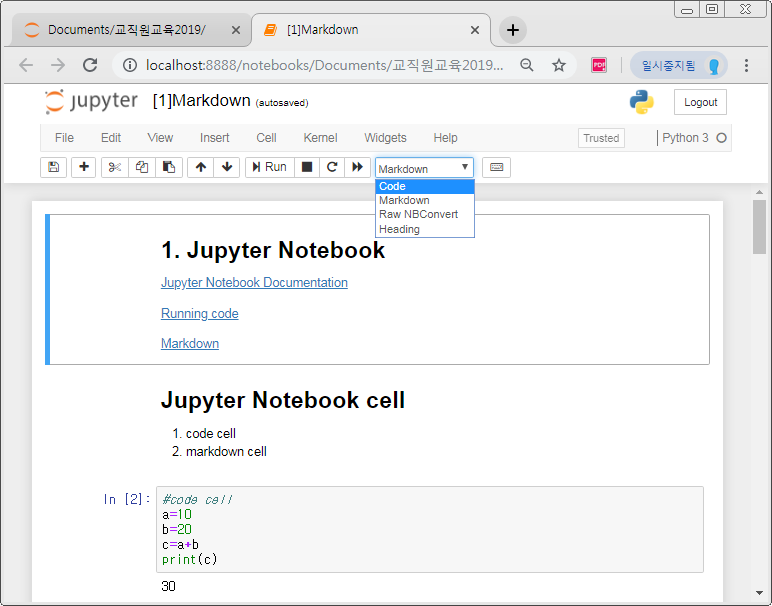 Documents/교직원교육2019/
[1]Markdown
localhost:8888/notebooks/Documents/교직원교육2019...
PDF
일시중지됨
jupyter [1]Markdown (autosaved)
Logout
File Edit View Insert Cell Kernel Widgets Help
Trusted
Python 3
Run
Markdown
Code
Markdown
Raw NBConvert
Heading
1. Jupyter Notebook
Jupyter Notebook Documentation
Running code
Markdown
Jupyter Notebook cell
1. code cell
2. markdown cell
In [2]: #code cell
a=10
b=20
c=a+b
print(c)
30